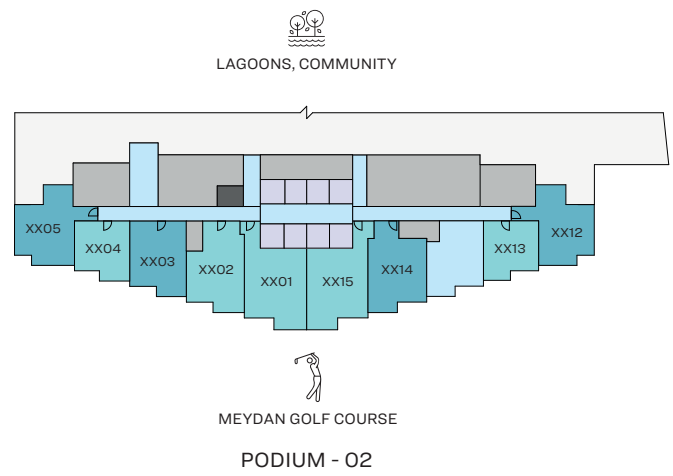 LAGOONS, COMMUNITY
XX05
XX12
XX04
XX13
XX03
XX02
XX14
XX01
XX15
MEYDAN GOLF COURSE
PODIUM - 02